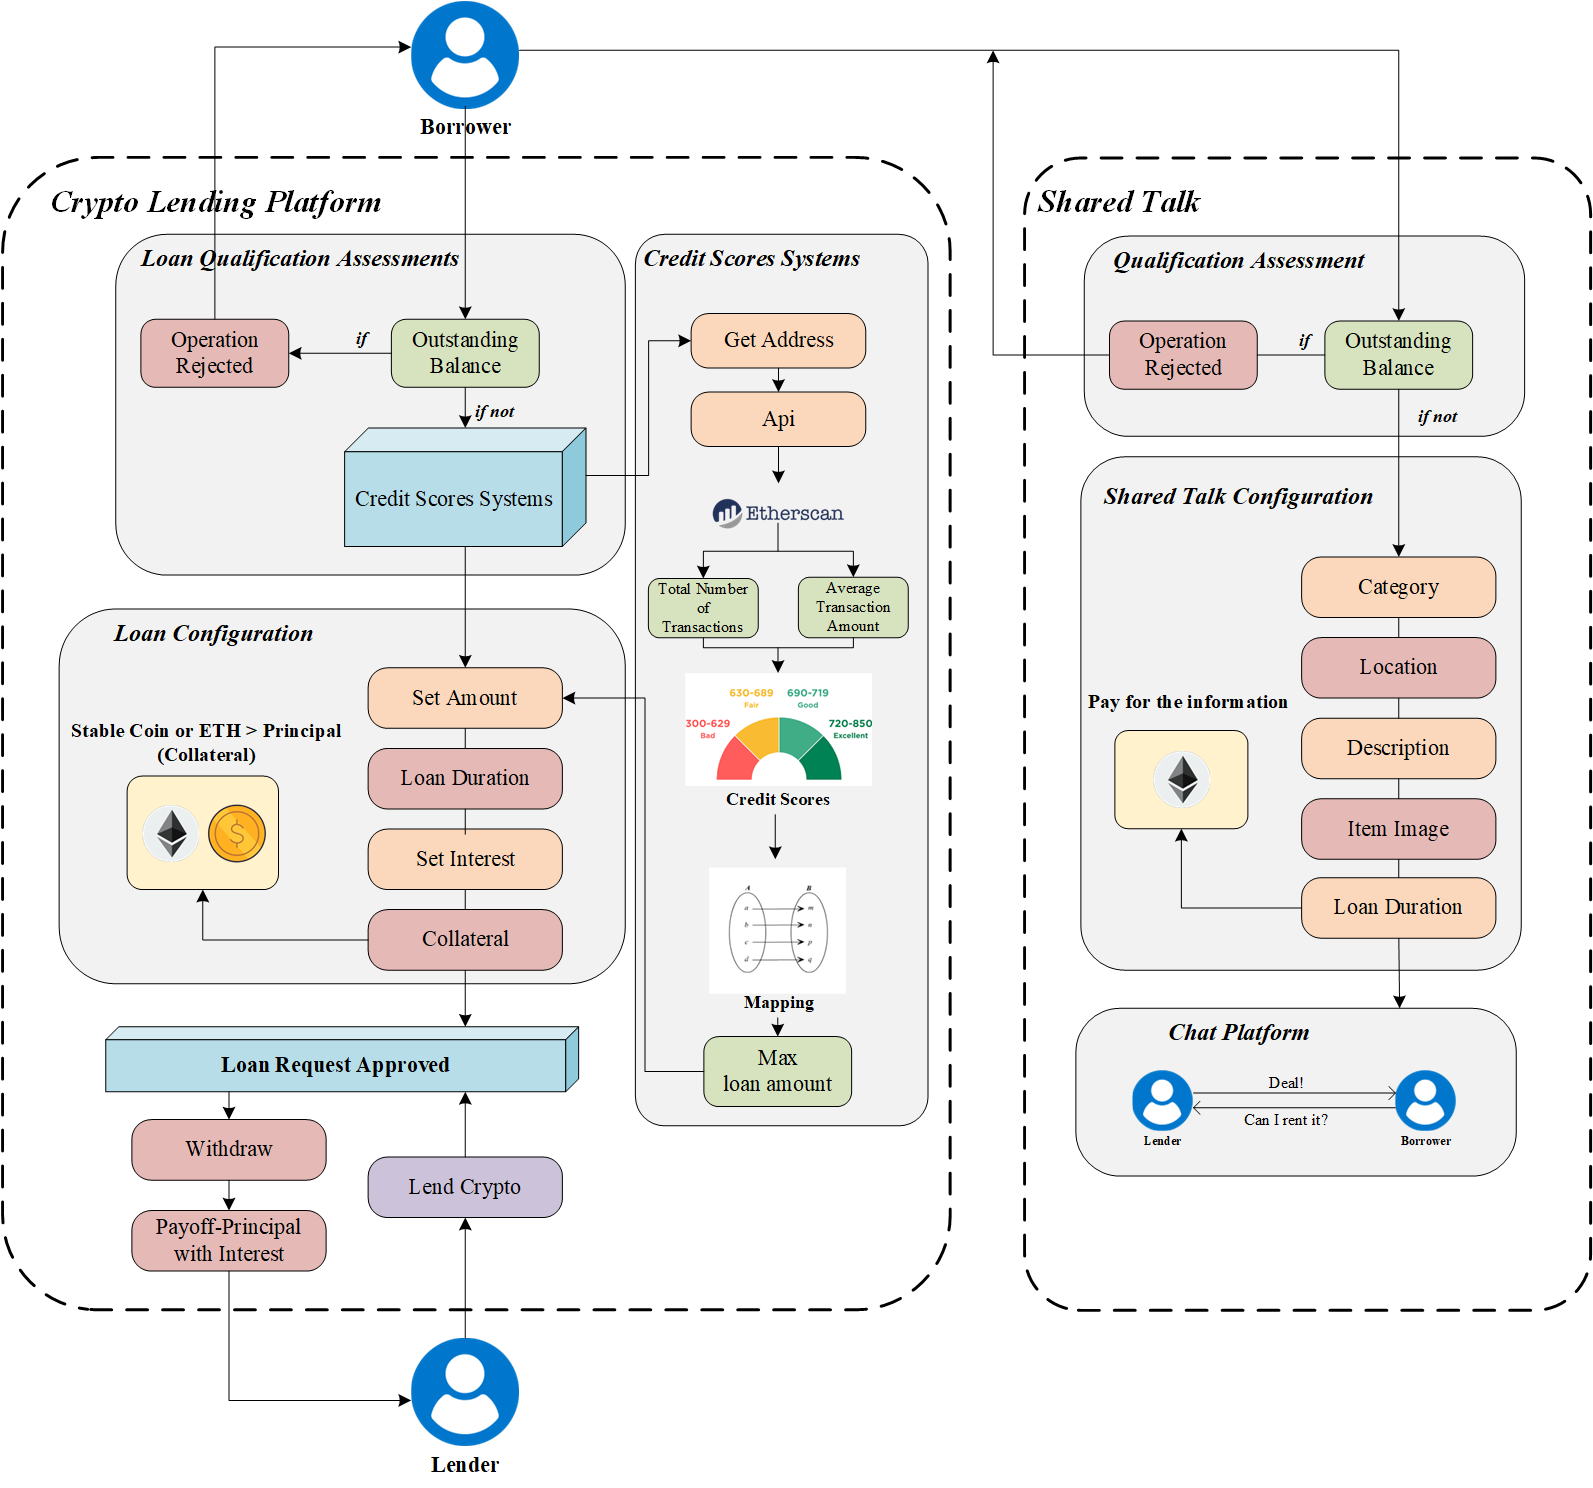 Borrower
Crypto Lending Platform
Loan Qualification Assessments
Operation
Rejected
if
Outstanding
Balance
if not
Credit Scores Systems
Credit Scores Systems
Get Address
Api
Etherscan
Total Number
of
Transactions
Average
Transaction
Amount
630-689
Fair
690-719
Good
300-629
Bad
720-850
Excellent
Credit Scores
A
B
a
m
b
n
c
p
d
q
Mapping
Max
loan amount
Loan Configuration
Set Amount
Stable Coin or ETH > Principal
(Collateral)
Loan Duration
Set Interest
Collateral
$
Loan Request Approved
Withdraw
Payoff-Principal
with Interest
Lend Crypto
Lender
Shared Talk
Qualification Assessment
Operation
Rejected
if
Outstanding
Balance
if not
Shared Talk Configuration
Category
Location
Pay for the information
Description
Item Image
Loan Duration
Chat Platform
Deal!
Can I rent it?
Lender
Borrower